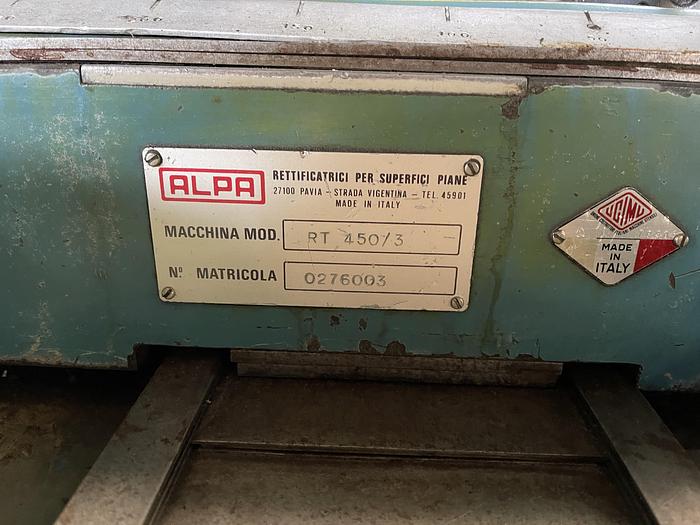 ALPA
RETTIFICATRICI PER SUPERFICI PIANE
27100 PAVIA - STRADA VIGENTINA - TEL. 45901
MADE IN ITALY
MACCHINA MOD. RT 450/3
N° MATRICOLA 0276003
UCIMU
MADE
IN
ITALY